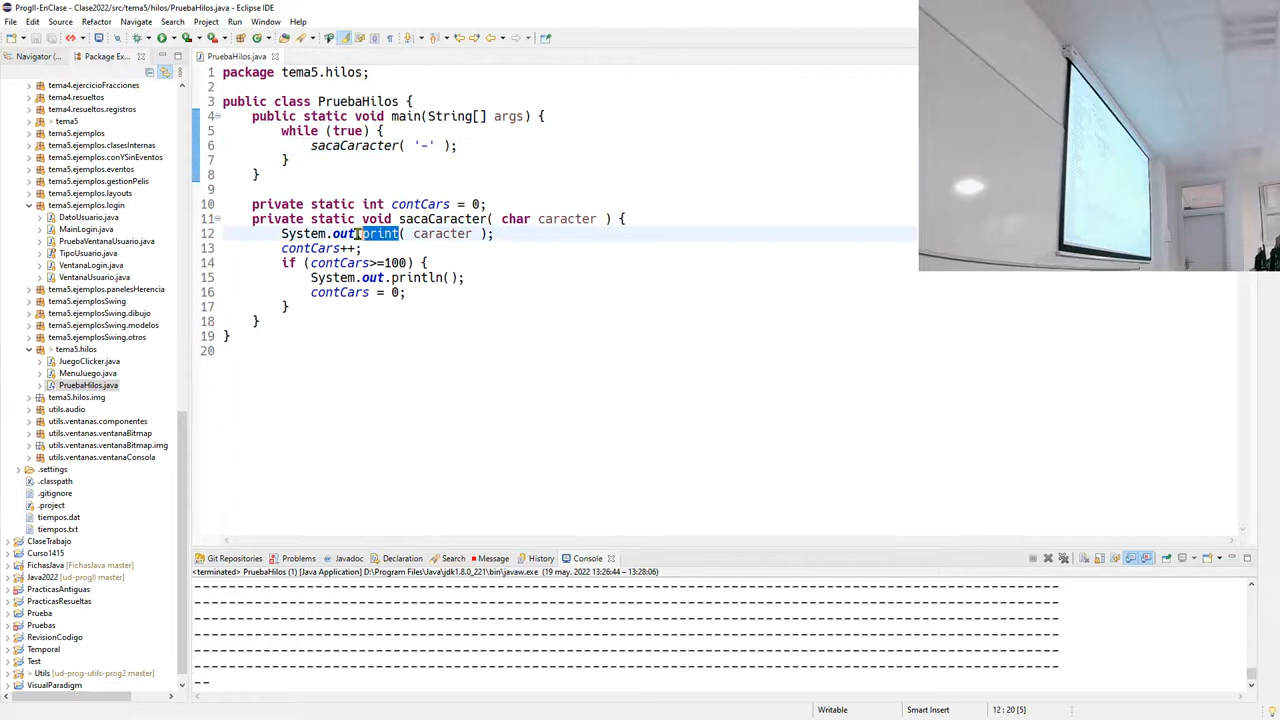 ProgII-EnClase - Clase2022/src/tema5/hilos/PruebaHilos.java - Eclipse IDE
File Edit Source Refactor Navigate Search Project Run Window Help
Navigator ( Package Ex...
PruebaHilos.java
tema4.ejercicioFracciones
tema4.resueltos
tema4.resueltos.registros
> tema5
tema5.ejemplos
tema5.ejemplos.clasesInternas
tema5.ejemplos.conYSinEventos
tema5.ejemplos.eventos
tema5.ejemplos.gestionPelis
tema5.ejemplos.layouts
tema5.ejemplos.login
DatoUsuario.java
MainLogin.java
PruebaVentanaUsuario.java
TipoUsuario.java
VentanaLogin.java
VentanaUsuario.java
tema5.ejemplos.panelesHerencia
tema5.ejemplosSwing
tema5.ejemplosSwing.dibujo
tema5.ejemplosSwing.modelos
tema5.ejemplosSwing.otros
> tema5.hilos
JuegoClicker.java
MenuJuego.java
PruebaHilos.java
tema5.hilos.img
utils.audio
utils.ventanas.componentes
utils.ventanas.ventanaBitmap
utils.ventanas.ventanaBitmap.img
utils.ventanas.ventanaConsola
.settings
.classpath
.gitignore
.project
tiempos.dat
tiempos.txt
ClaseTrabajo
Curso1415
FichasJava [FichasJava master]
Java2022 [ud-progII master]
PracticasAntiguas
PracticasResueltas
Prueba
Pruebas
RevisionCodigo
Temporal
Test
Utils [ud-prog-utils-prog2 master]
VisualParadigm
1 package tema5.hilos;
2
3 public class PruebaHilos {
4 public static void main(String[] args) {
5 while (true) {
6 sacaCaracter( '-' );
7 }
8 }
9
10 private static int contCars = 0;
11 private static void sacaCaracter( char caracter ) {
12 System.out.print( caracter );
13 contCars++;
14 if (contCars>=100) {
15 System.out.println();
16 contCars = 0;
17 }
18 }
19 }
20
Git Repositories Problems Javadoc Declaration Search Message History Console
<terminated> PruebaHilos (1) [Java Application] D:\Program Files\Java\jdk1.8.0_221\bin\javaw.exe (19 may. 2022 13:26:44 – 13:28:06)
----------------------------------------------------------------------------------------------------
----------------------------------------------------------------------------------------------------
----------------------------------------------------------------------------------------------------
----------------------------------------------------------------------------------------------------
----------------------------------------------------------------------------------------------------
----------------------------------------------------------------------------------------------------
--
Writable Smart Insert 12 : 20 [5]